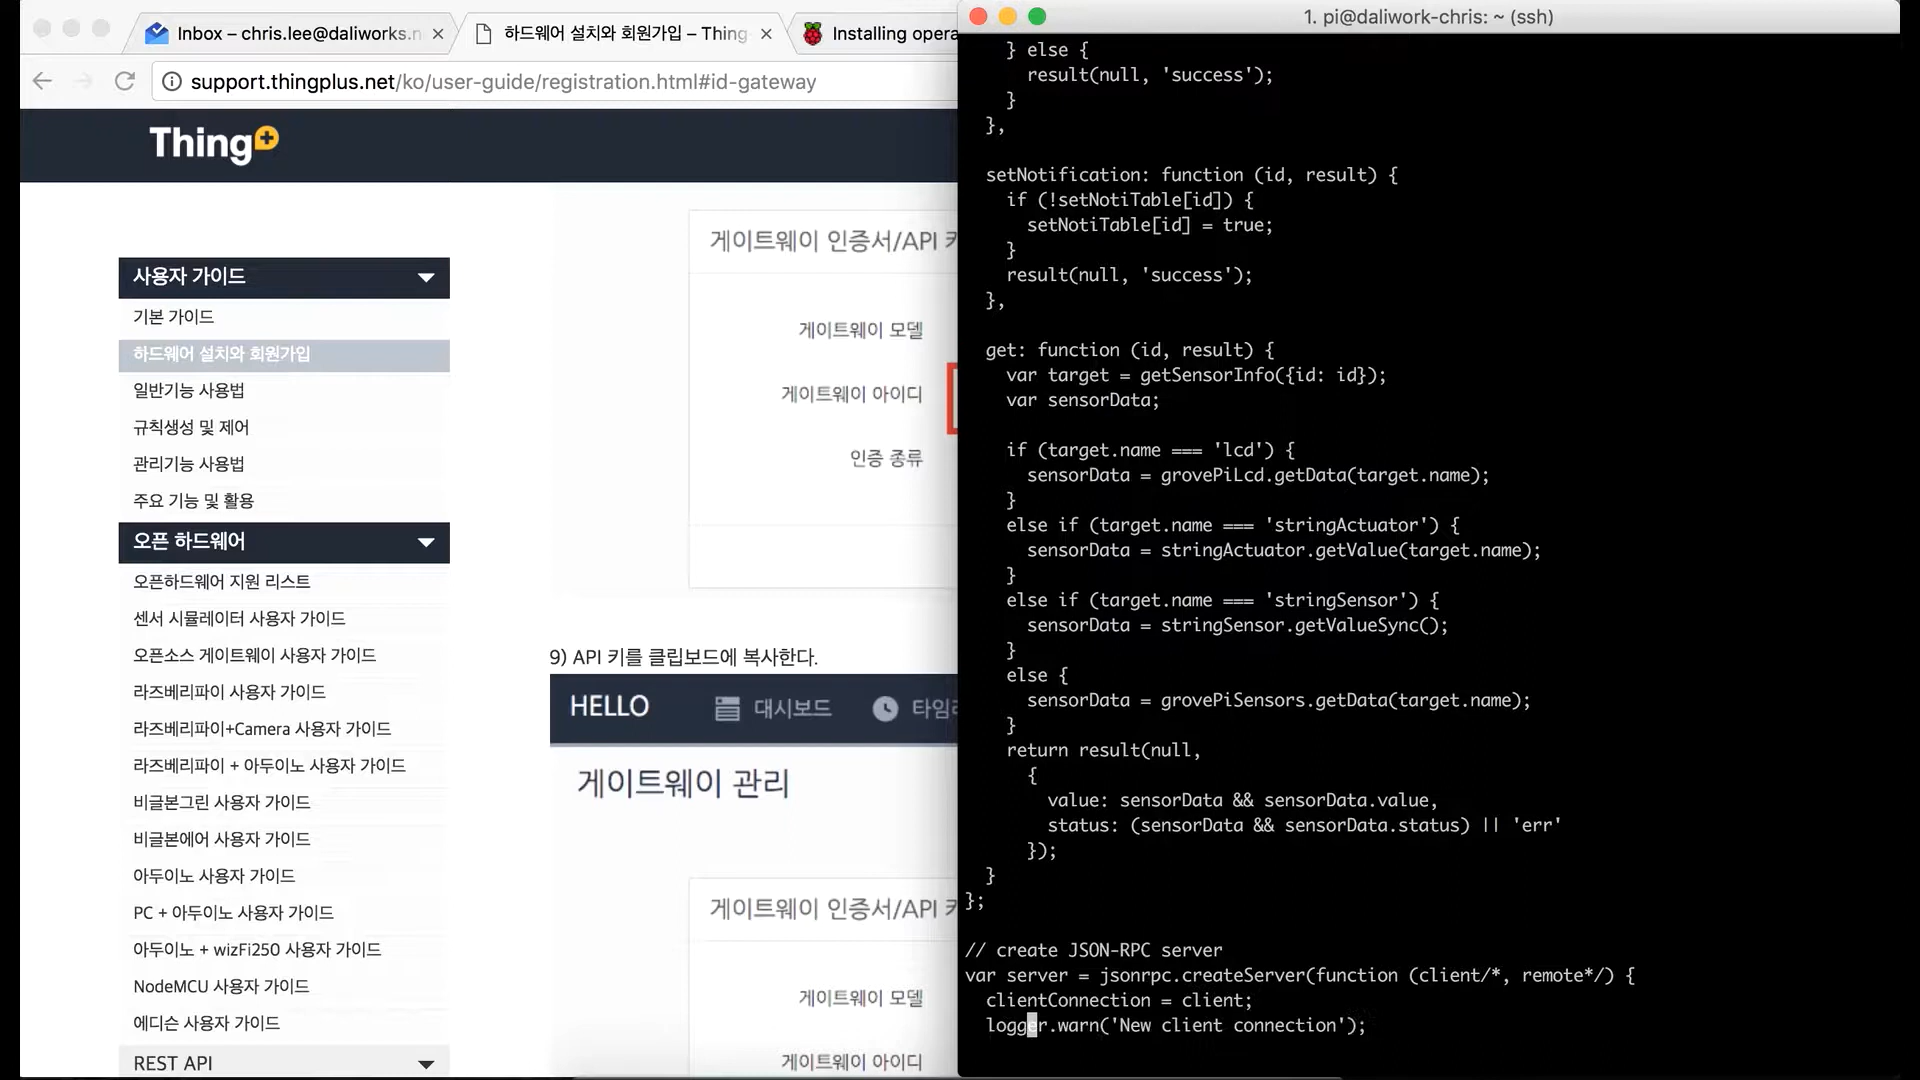 Inbox – chris.lee@daliworks.n
하드웨어 설치와 회원가입 – Thing
Installing opera
support.thingplus.net/ko/user-guide/registration.html#id-gateway
Thing+
사용자 가이드
기본 가이드
하드웨어 설치와 회원가입
일반기능 사용법
규칙생성 및 제어
관리기능 사용법
주요 기능 및 활용
오픈 하드웨어
오픈하드웨어 지원 리스트
센서 시뮬레이터 사용자 가이드
오픈소스 게이트웨이 사용자 가이드
라즈베리파이 사용자 가이드
라즈베리파이+Camera 사용자 가이드
라즈베리파이 + 아두이노 사용자 가이드
비글본그린 사용자 가이드
비글본에어 사용자 가이드
아두이노 사용자 가이드
PC + 아두이노 사용자 가이드
아두이노 + wizFi250 사용자 가이드
NodeMCU 사용자 가이드
에디슨 사용자 가이드
REST API
게이트웨이 인증서/API 키
게이트웨이 모델
게이트웨이 아이디
인증 종류
9) API 키를 클립보드에 복사한다.
HELLO 대시보드 타임
게이트웨이 관리
게이트웨이 인증서/API 키
게이트웨이 모델
게이트웨이 아이디
1. pi@daliwork-chris: ~ (ssh)
} else {
result(null, 'success');
}
},
setNotification: function (id, result) {
if (!setNotiTable[id]) {
setNotiTable[id] = true;
}
result(null, 'success');
},
get: function (id, result) {
var target = getSensorInfo({id: id});
var sensorData;
if (target.name === 'lcd') {
sensorData = grovePiLcd.getData(target.name);
}
else if (target.name === 'stringActuator') {
sensorData = stringActuator.getValue(target.name);
}
else if (target.name === 'stringSensor') {
sensorData = stringSensor.getValueSync();
}
else {
sensorData = grovePiSensors.getData(target.name);
}
return result(null,
{
value: sensorData && sensorData.value,
status: (sensorData && sensorData.status) || 'err'
});
}
};
// create JSON-RPC server
var server = jsonrpc.createServer(function (client/*, remote*/) {
clientConnection = client;
logger.warn('New client connection');